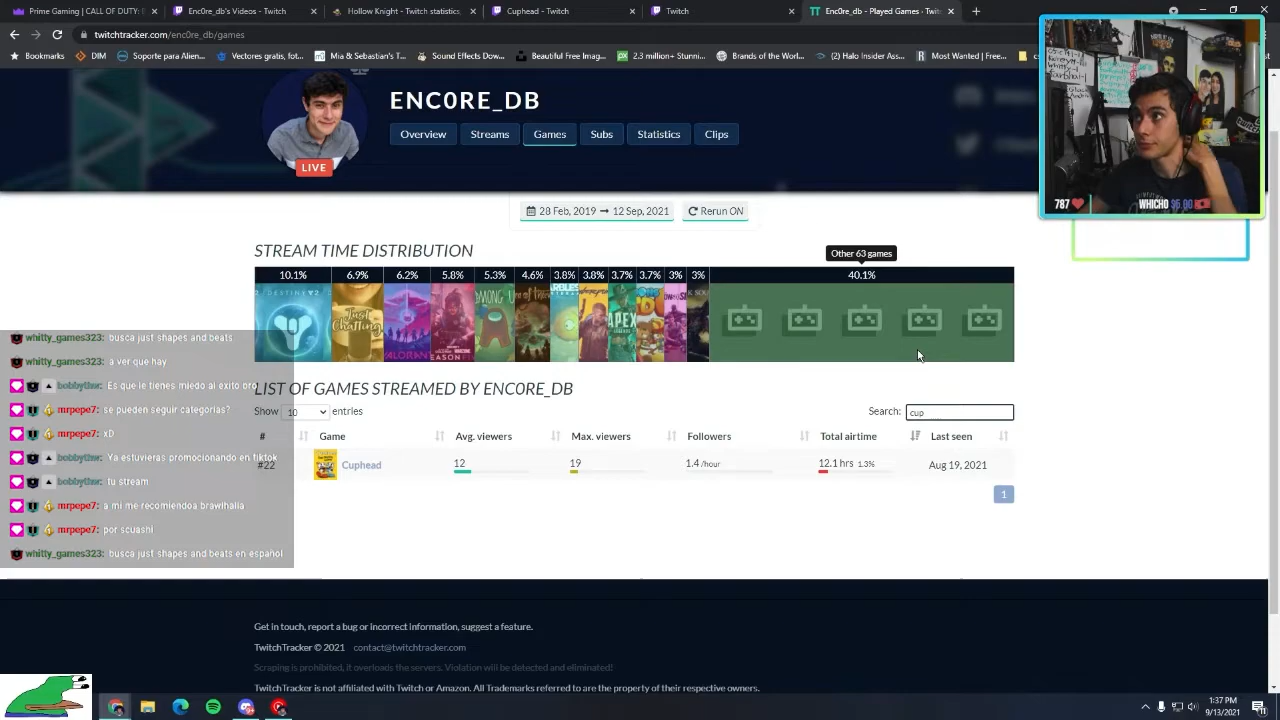 Prime Gaming | CALL OF DUTY:
Enc0re_db's Videos - Twitch
Hollow Knight - Twitch
Cuphead - Twitch
Twitch
Enc0re_db - Played Games - Tw
twitchtracker.com/enc0re_db/games
Bookmarks
DIM
Soporte para Alien...
Vectores gratis, fot...
Mia & Sebastian's T...
Sound Effects Dow...
Beautiful Free Imag...
2.3 million+ Stunni...
Brands of the Worl...
(2) Halo Insider Ass...
Most Wanted | Free...
ENC0RE_DB
Overview
Streams
Games
Subs
Statistics
Clips
LIVE
787
WHICHO $5.00
28 Feb, 2019 → 12 Sep, 2021
Rerun ON
STREAM TIME DISTRIBUTION
Other 63 games
10.1% 6.9% 6.2% 5.8% 5.3% 4.6% 3.8% 3.8% 3.7% 3.7% 3% 3% 40.1%
Just Chatting
APEX
whitty_games323: busca just shapes and beats
whitty_games323: a ver que hay
bobbythxr: Es que le tienes miedo al exito bro
mrpepe7: se pueden seguir categorias?
mrpepe7: xD
bobbythxr: Ya estuvieras promocionando en tiktok
bobbythxr: tu stream
mrpepe7: a mi me recomiendoa brawlhalla
mrpepe7: por scuashi
whitty_games323: busca just shapes and beats en español
LIST OF GAMES STREAMED BY ENC0RE_DB
Show 10 entries
Search: cup
# Game Avg. viewers Max. viewers Followers Total airtime Last seen
#22 Cuphead 12 19 1.4 /hour 12.1 hrs 1.3% Aug 19, 2021
1
Get in touch, report a bug or incorrect information, suggest a feature.
TwitchTracker © 2021 contact@twitchtracker.com
Scraping is prohibited, it overloads the servers. Violation will be detected and eliminated!
TwitchTracker is not affiliated with Twitch or Amazon. All Trademarks referred to are the property of their respective owners.
1:37 PM
9/13/2021